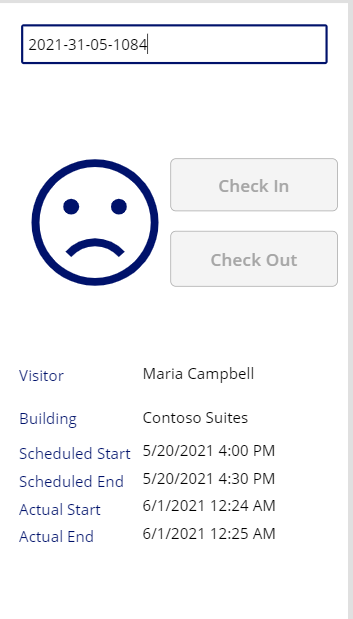 2021-31-05-1084
Check In
Check Out
Visitor Maria Campbell
Building Contoso Suites
Scheduled Start 5/20/2021 4:00 PM
Scheduled End 5/20/2021 4:30 PM
Actual Start 6/1/2021 12:24 AM
Actual End 6/1/2021 12:25 AM